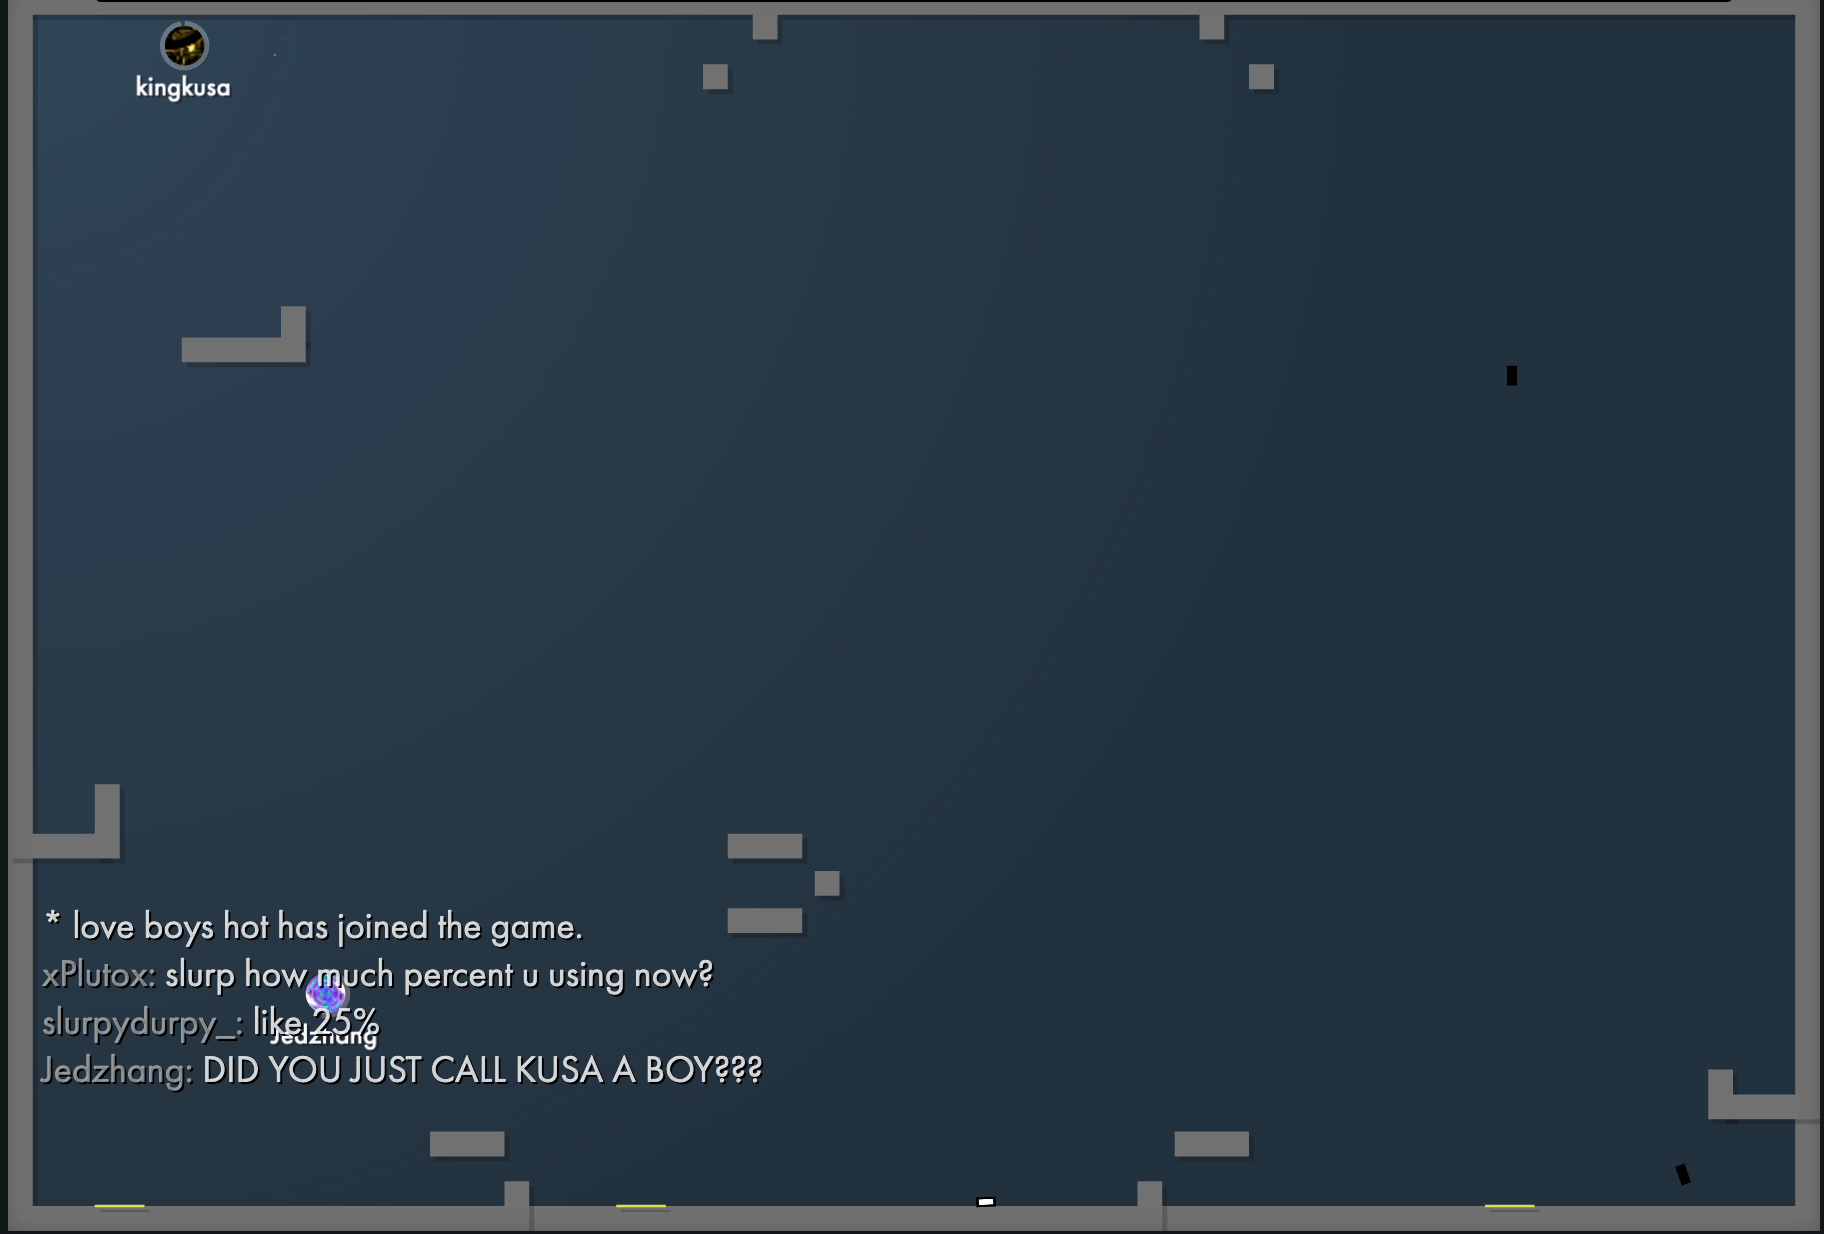 kingkusa
* love boys hot has joined the game.
xPlutox: slurp how much percent u using now?
slurpydurpy_: like 25%
Jedzhang
Jedzhang: DID YOU JUST CALL KUSA A BOY???